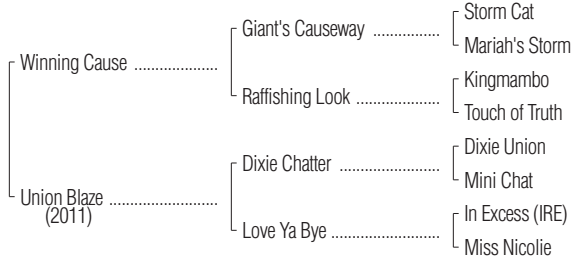 Storm Cat
Giant's Causeway ..................
Mariah's Storm
Winning Cause ......................
Kingmambo
Raffishing Look ......................
Touch of Truth
Dixie Union
Dixie Chatter ..........................
Mini Chat
Union Blaze ............................
(2011)
In Excess (IRE)
Love Ya Bye ............................
Miss Nicolie